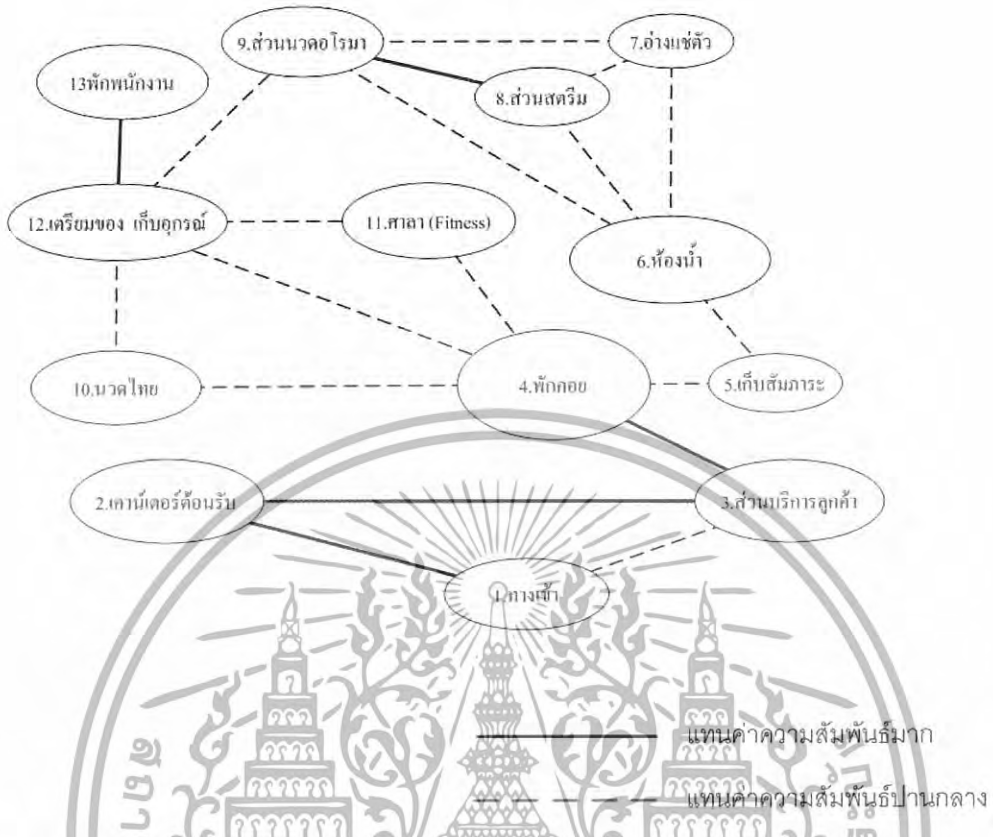 9.ส่วนนวดอโรมา
7.อ่างแช่ตัว
13พักพนักงาน
8.ส่วนสตรีม
12.เตรียมของ เก็บอุกรณ์
11.ศาลา (Fitness)
6.ห้องน้ำ
10.นวดไทย
4.พักคอย
5.เก็บสัมภาระ
2.เคาน์เตอร์ต้อนรับ
3.ส่วนบริการลูกค้า
1.ทางเข้า
แทนค่าความสัมพันธ์มาก
แทนค่าความสัมพันธ์ปานกลาง